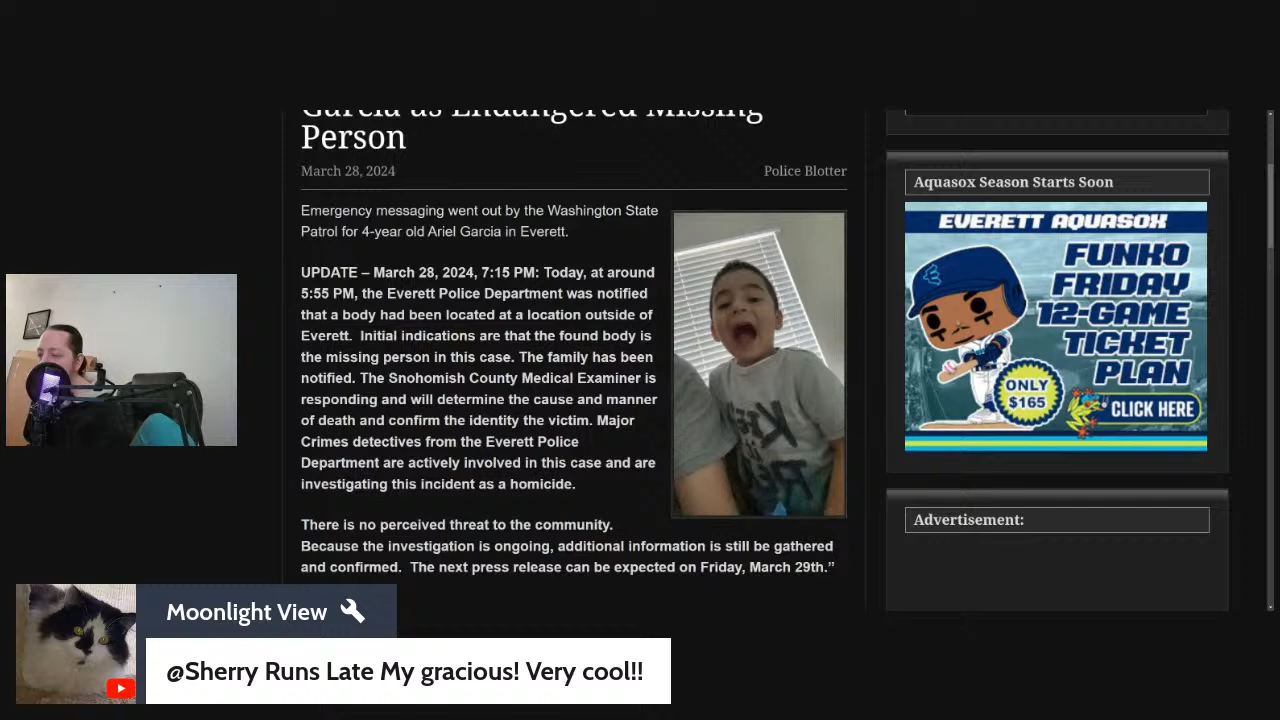 Garcia as Endangered Missing
Person
March 28, 2024
Police Blotter
Emergency messaging went out by the Washington State
Patrol for 4-year old Ariel Garcia in Everett.
UPDATE – March 28, 2024, 7:15 PM: Today, at around
5:55 PM, the Everett Police Department was notified
that a body had been located at a location outside of
Everett.  Initial indications are that the found body is
the missing person in this case. The family has been
notified. The Snohomish County Medical Examiner is
responding and will determine the cause and manner
of death and confirm the identity the victim. Major
Crimes detectives from the Everett Police
Department are actively involved in this case and are
investigating this incident as a homicide.
There is no perceived threat to the community.
Because the investigation is ongoing, additional information is still be gathered
and confirmed.  The next press release can be expected on Friday, March 29th.”
Aquasox Season Starts Soon
EVERETT AQUASOX
FUNKO
FRIDAY
12-GAME
TICKET
PLAN
ONLY
$165
CLICK HERE
Advertisement:
Moonlight View
@Sherry Runs Late My gracious! Very cool!!